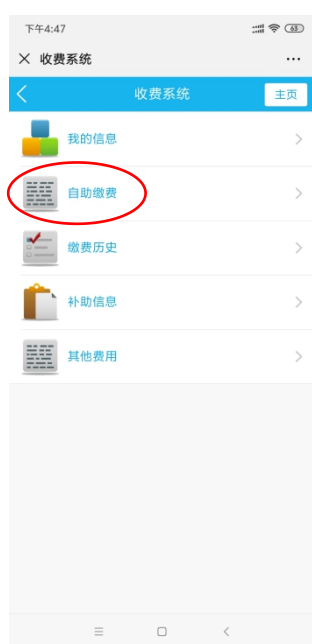 下午4:47
63
收费系统
收费系统
主页
我的信息
自助缴费
缴费历史
补助信息
其他费用